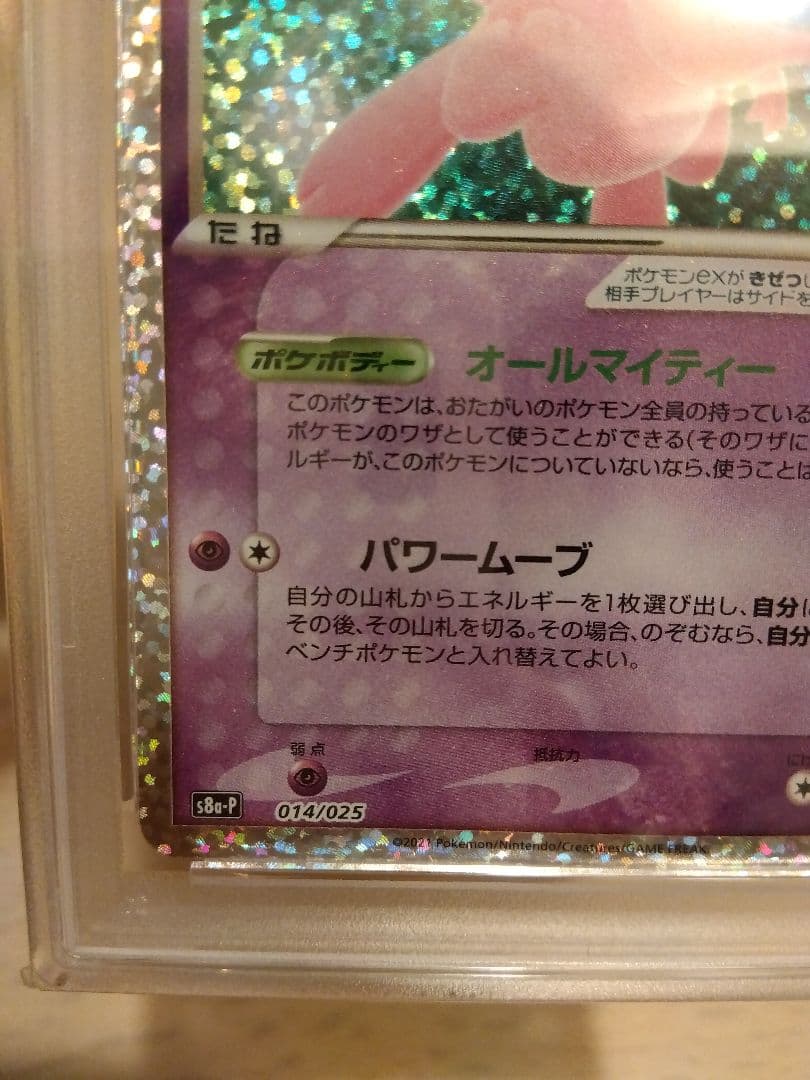 たね
ポケモンexがきぜつし
相手プレイヤーはサイドを
ポケボディー オールマイティー
このポケモンは、おたがいのポケモン全員の持っている
ポケモンのワザとして使うことができる(そのワザに
ルギーが、このポケモンについていないなら、使うことは
パワームーブ
自分の山札からエネルギーを1枚選び出し、自分に
その後、その山札を切る。その場合、のぞむなら、自分
ベンチポケモンと入れ替えてよい。
弱点 抵抗力 にげ
s8a-P 014/025
©2021 Pokémon/Nintendo/Creatures/GAME FREAK.